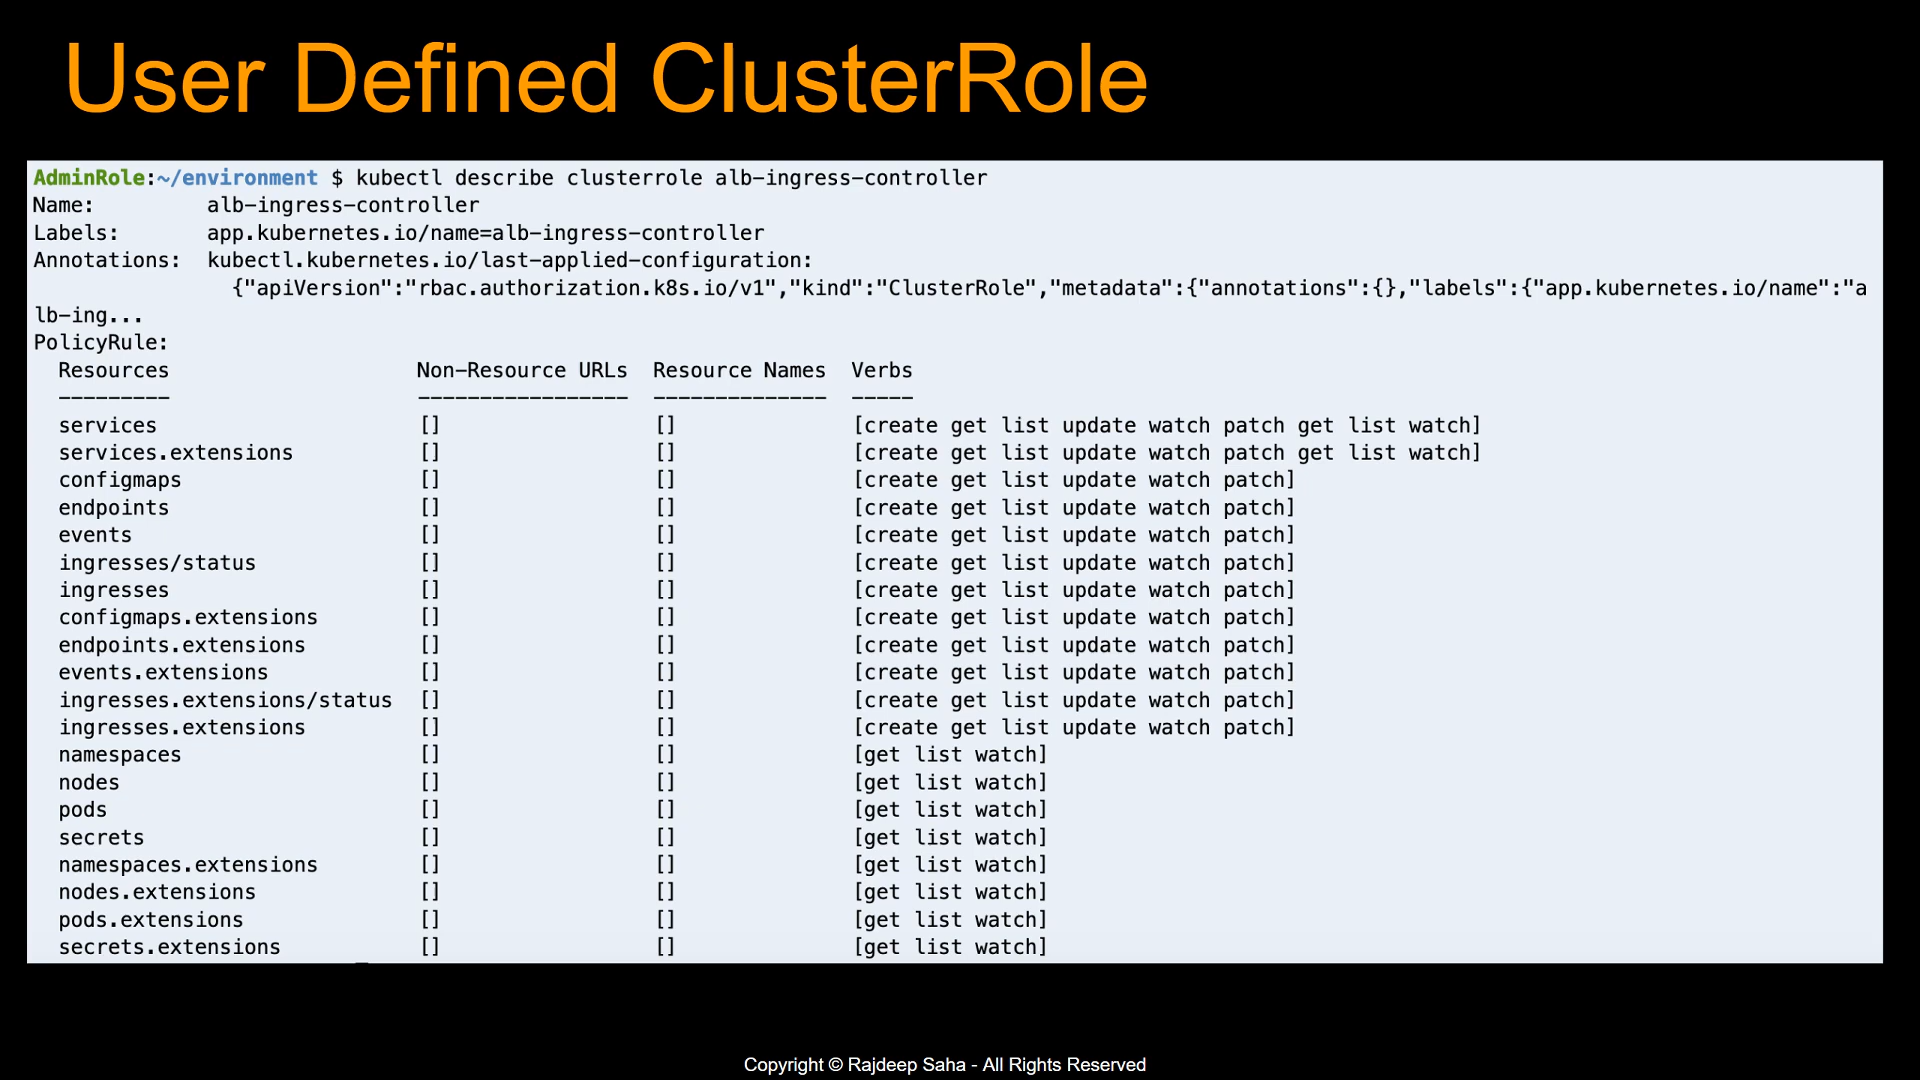 User Defined ClusterRole
AdminRole:~/environment $ kubectl describe clusterrole alb-ingress-controller
Name:         alb-ingress-controller
Labels:       app.kubernetes.io/name=alb-ingress-controller
Annotations:  kubectl.kubernetes.io/last-applied-configuration:
                {"apiVersion":"rbac.authorization.k8s.io/v1","kind":"ClusterRole","metadata":{"annotations":{},"labels":{"app.kubernetes.io/name":"a
lb-ing...
PolicyRule:
  Resources                    Non-Resource URLs  Resource Names  Verbs
  ---------                    -----------------  --------------  -----
  services                     []                 []              [create get list update watch patch get list watch]
  services.extensions          []                 []              [create get list update watch patch get list watch]
  configmaps                   []                 []              [create get list update watch patch]
  endpoints                    []                 []              [create get list update watch patch]
  events                       []                 []              [create get list update watch patch]
  ingresses/status             []                 []              [create get list update watch patch]
  ingresses                    []                 []              [create get list update watch patch]
  configmaps.extensions        []                 []              [create get list update watch patch]
  endpoints.extensions         []                 []              [create get list update watch patch]
  events.extensions            []                 []              [create get list update watch patch]
  ingresses.extensions/status  []                 []              [create get list update watch patch]
  ingresses.extensions         []                 []              [create get list update watch patch]
  namespaces                   []                 []              [get list watch]
  nodes                        []                 []              [get list watch]
  pods                         []                 []              [get list watch]
  secrets                      []                 []              [get list watch]
  namespaces.extensions        []                 []              [get list watch]
  nodes.extensions             []                 []              [get list watch]
  pods.extensions              []                 []              [get list watch]
  secrets.extensions           []                 []              [get list watch]
Copyright © Rajdeep Saha - All Rights Reserved